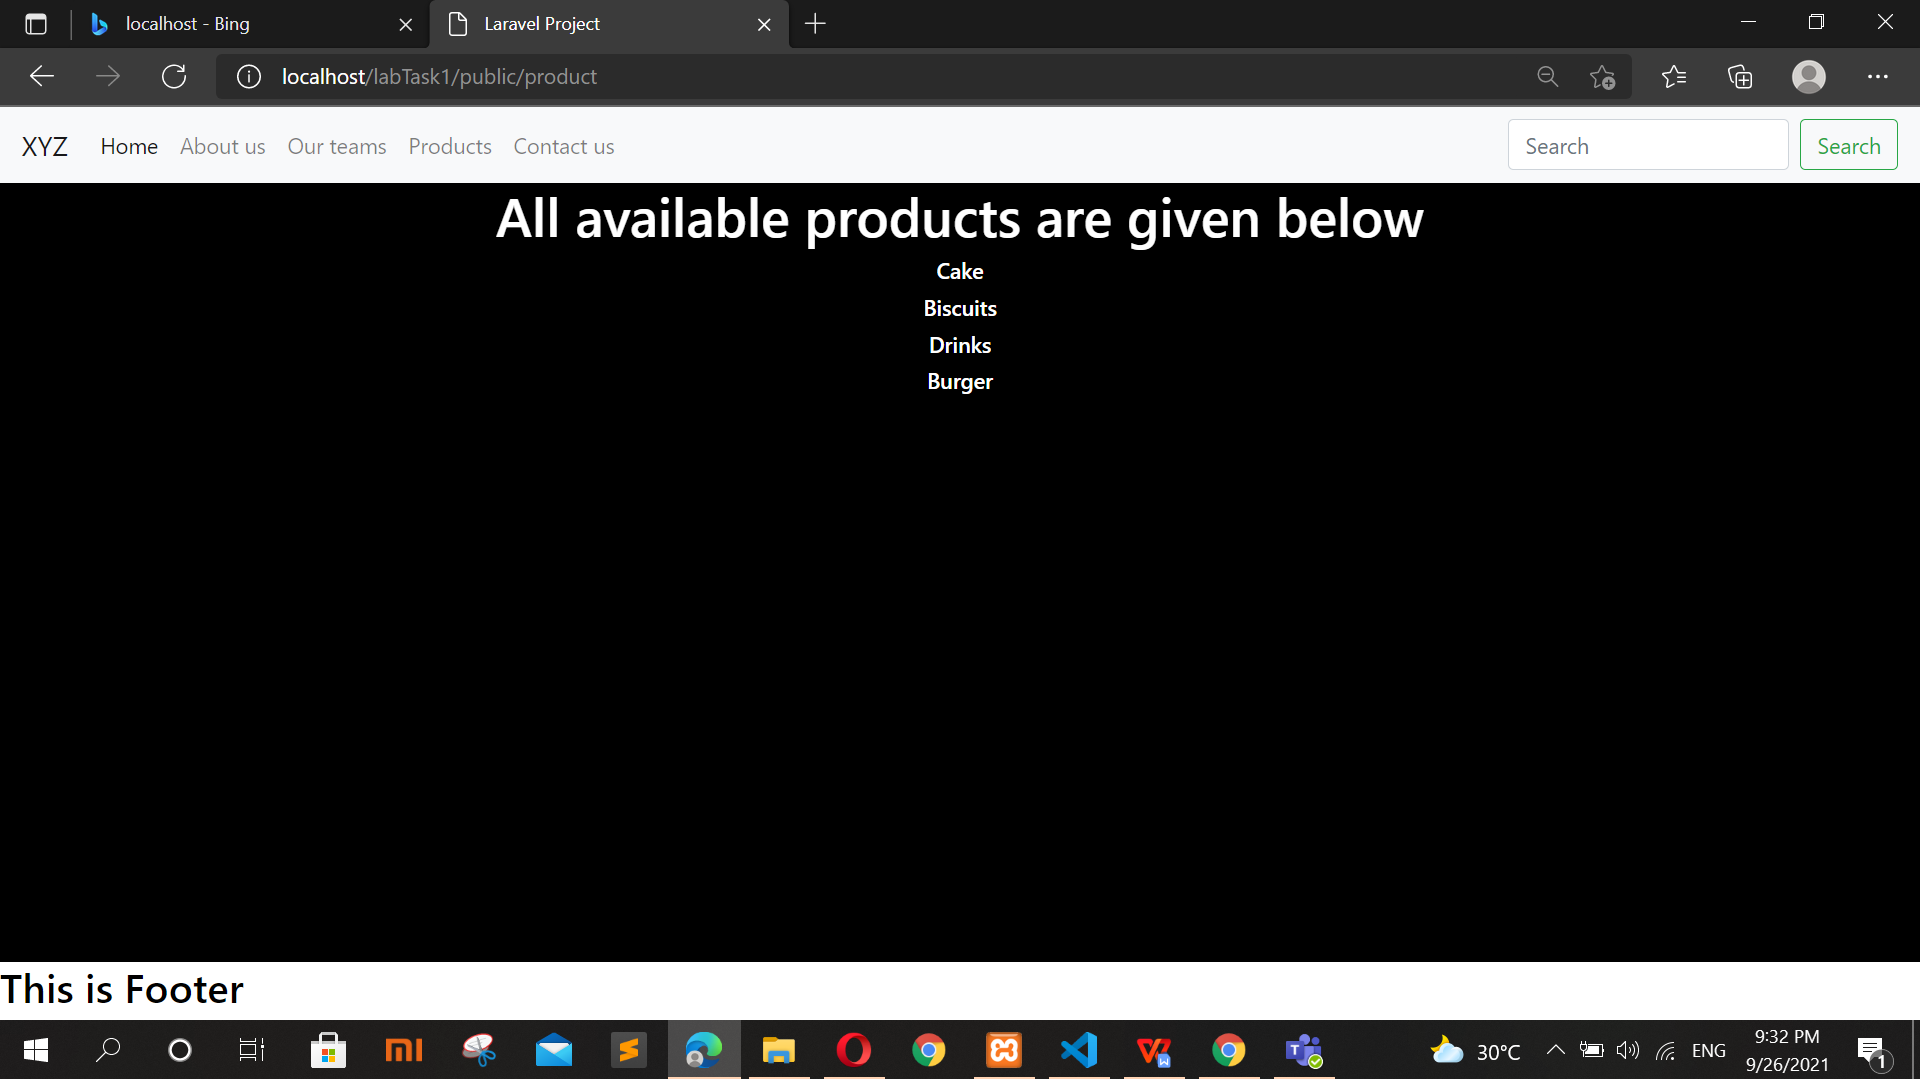 localhost - Bing
Laravel Project
localhost/labTask1/public/product
XYZ Home About us Our teams Products Contact us Search Search
All available products are given below
Cake
Biscuits
Drinks
Burger
This is Footer
30°C ENG 9:32 PM
9/26/2021
1